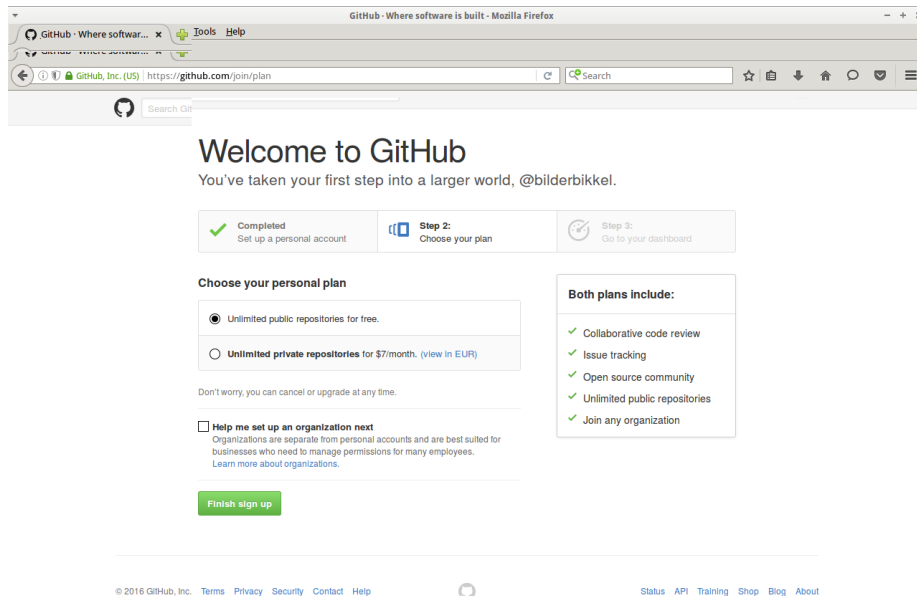 GitHub · Where software is built - Mozilla Firefox
GitHub · Where softwar...
Tools Help
GitHub, Inc. (US) https://github.com/join/plan
Search
Search Git
Welcome to GitHub
You've taken your first step into a larger world, @bilderbikkel.
Completed
Set up a personal account
Step 2:
Choose your plan
Step 3:
Go to your dashboard
Choose your personal plan
Unlimited public repositories for free.
Unlimited private repositories for $7/month. (view in EUR)
Don't worry, you can cancel or upgrade at any time.
Help me set up an organization next
Organizations are separate from personal accounts and are best suited for
businesses who need to manage permissions for many employees.
Learn more about organizations.
Finish sign up
Both plans include:
Collaborative code review
Issue tracking
Open source community
Unlimited public repositories
Join any organization
© 2016 GitHub, Inc. Terms Privacy Security Contact Help
Status API Training Shop Blog About